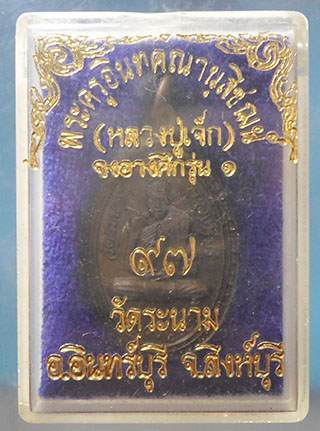 พระครูอินทคณานุสิชฌน์
(หลวงปู่เจ็ก)
จงอางศึกรุ่น ๑
๙๗
วัดระนาม
อ.อินทร์บุรี จ.สิงห์บุรี